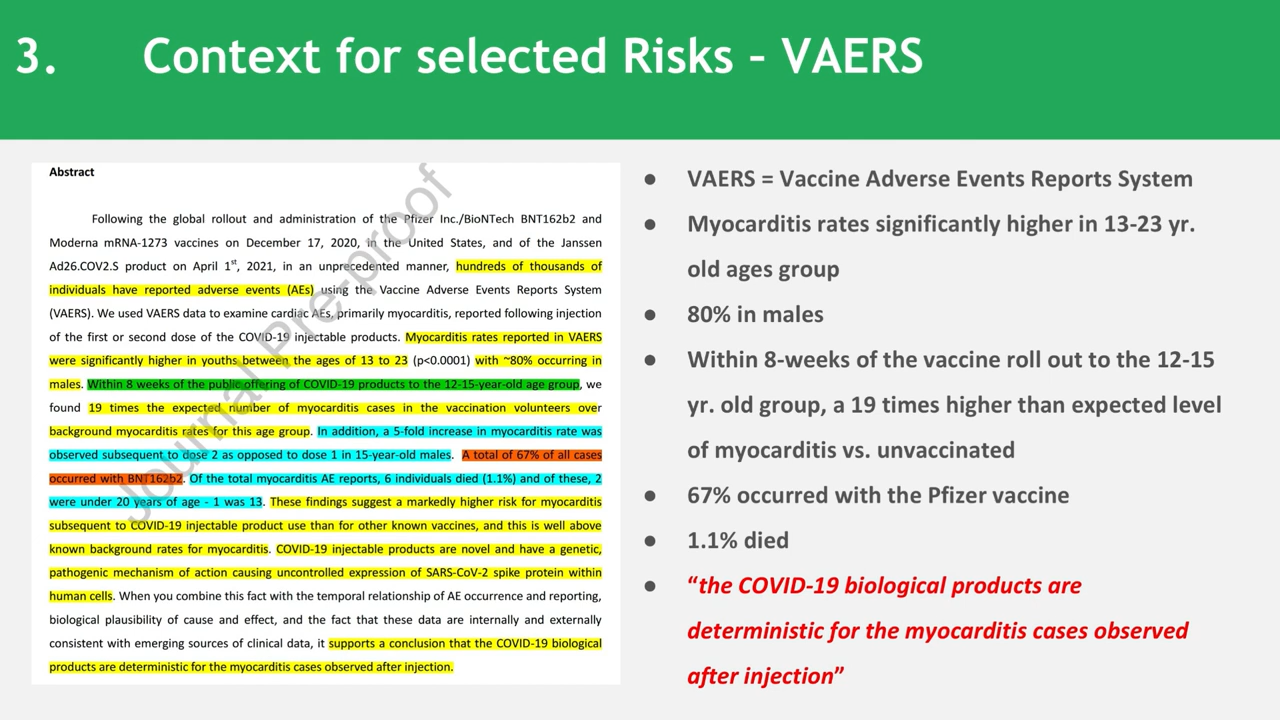 3. Context for selected Risks – VAERS
Abstract
Following the global rollout and administration of the Pfizer Inc./BioNTech BNT162b2 and
Moderna mRNA-1273 vaccines on December 17, 2020, in the United States, and of the Janssen
Ad26.COV2.S product on April 1st, 2021, in an unprecedented manner, hundreds of thousands of
individuals have reported adverse events (AEs) using the Vaccine Adverse Events Reports System
(VAERS). We used VAERS data to examine cardiac AEs, primarily myocarditis, reported following injection
of the first or second dose of the COVID-19 injectable products. Myocarditis rates reported in VAERS
were significantly higher in youths between the ages of 13 to 23 (p<0.0001) with ~80% occurring in
males. Within 8 weeks of the public offering of COVID-19 products to the 12-15-year-old age group, we
found 19 times the expected number of myocarditis cases in the vaccination volunteers over
background myocarditis rates for this age group. In addition, a 5-fold increase in myocarditis rate was
observed subsequent to dose 2 as opposed to dose 1 in 15-year-old males. A total of 67% of all cases
occurred with BNT162b2. Of the total myocarditis AE reports, 6 individuals died (1.1%) and of these, 2
were under 20 years of age - 1 was 13. These findings suggest a markedly higher risk for myocarditis
subsequent to COVID-19 injectable product use than for other known vaccines, and this is well above
known background rates for myocarditis. COVID-19 injectable products are novel and have a genetic,
pathogenic mechanism of action causing uncontrolled expression of SARS-CoV-2 spike protein within
human cells. When you combine this fact with the temporal relationship of AE occurrence and reporting,
biological plausibility of cause and effect, and the fact that these data are internally and externally
consistent with emerging sources of clinical data, it supports a conclusion that the COVID-19 biological
products are deterministic for the myocarditis cases observed after injection.
Journal Pre-proof
● VAERS = Vaccine Adverse Events Reports System
● Myocarditis rates significantly higher in 13-23 yr.
old ages group
● 80% in males
● Within 8-weeks of the vaccine roll out to the 12-15
yr. old group, a 19 times higher than expected level
of myocarditis vs. unvaccinated
● 67% occurred with the Pfizer vaccine
● 1.1% died
● “the COVID-19 biological products are
deterministic for the myocarditis cases observed
after injection”